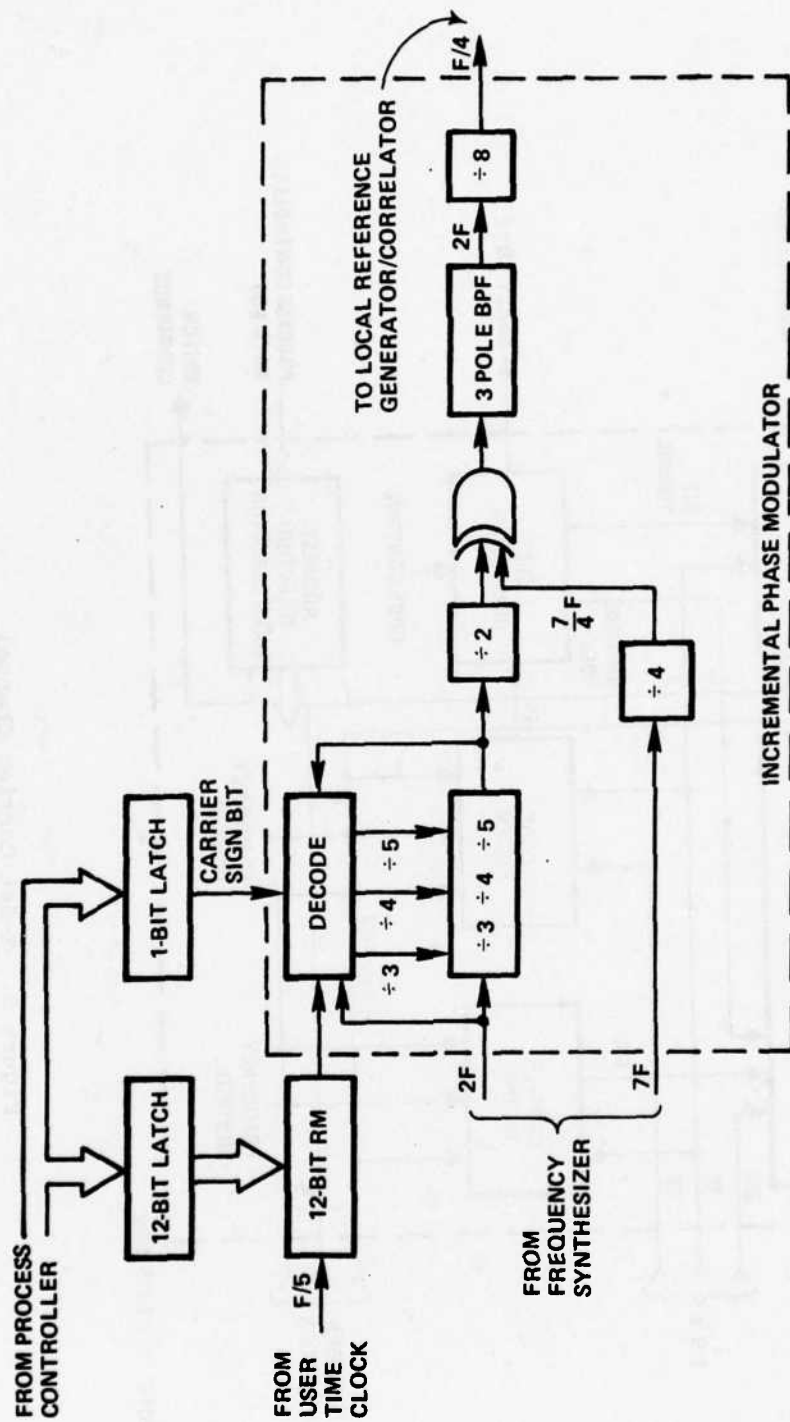 FROM PROCESS
CONTROLLER
12-BIT LATCH
1-BIT LATCH
CARRIER
SIGN BIT
FROM
USER
TIME
CLOCK
F/5
12-BIT RM
DECODE
÷3
÷4
÷5
÷3 ÷4 ÷5
FROM
FREQUENCY
SYNTHESIZER
2F
7F
÷2
÷4
7/4 F
3 POLE BPF
2F
÷8
F/4
TO LOCAL REFERENCE
GENERATOR/CORRELATOR
INCREMENTAL PHASE MODULATOR